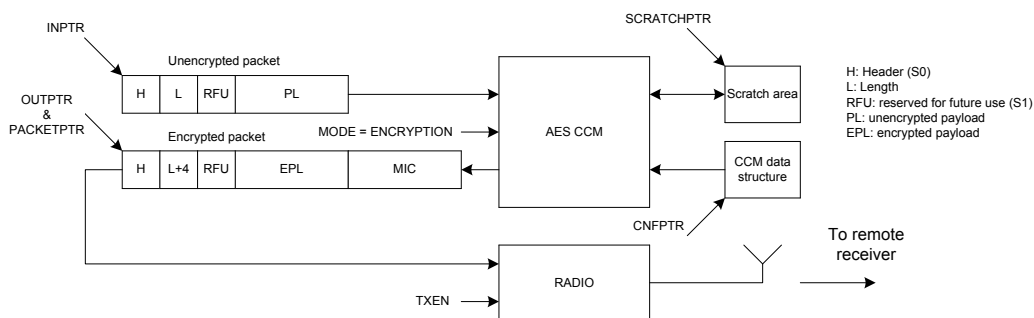 SCRATCHPTR
INPTR
Unencrypted packet
H L RFU PL
OUTPTR
&
PACKETPTR
MODE = ENCRYPTION
Encrypted packet
H L+4 RFU EPL MIC
AES CCM
Scratch area
CCM data
structure
CNFPTR
H: Header (S0)
L: Length
RFU: reserved for future use (S1)
PL: unencrypted payload
EPL: encrypted payload
To remote
receiver
RADIO
TXEN